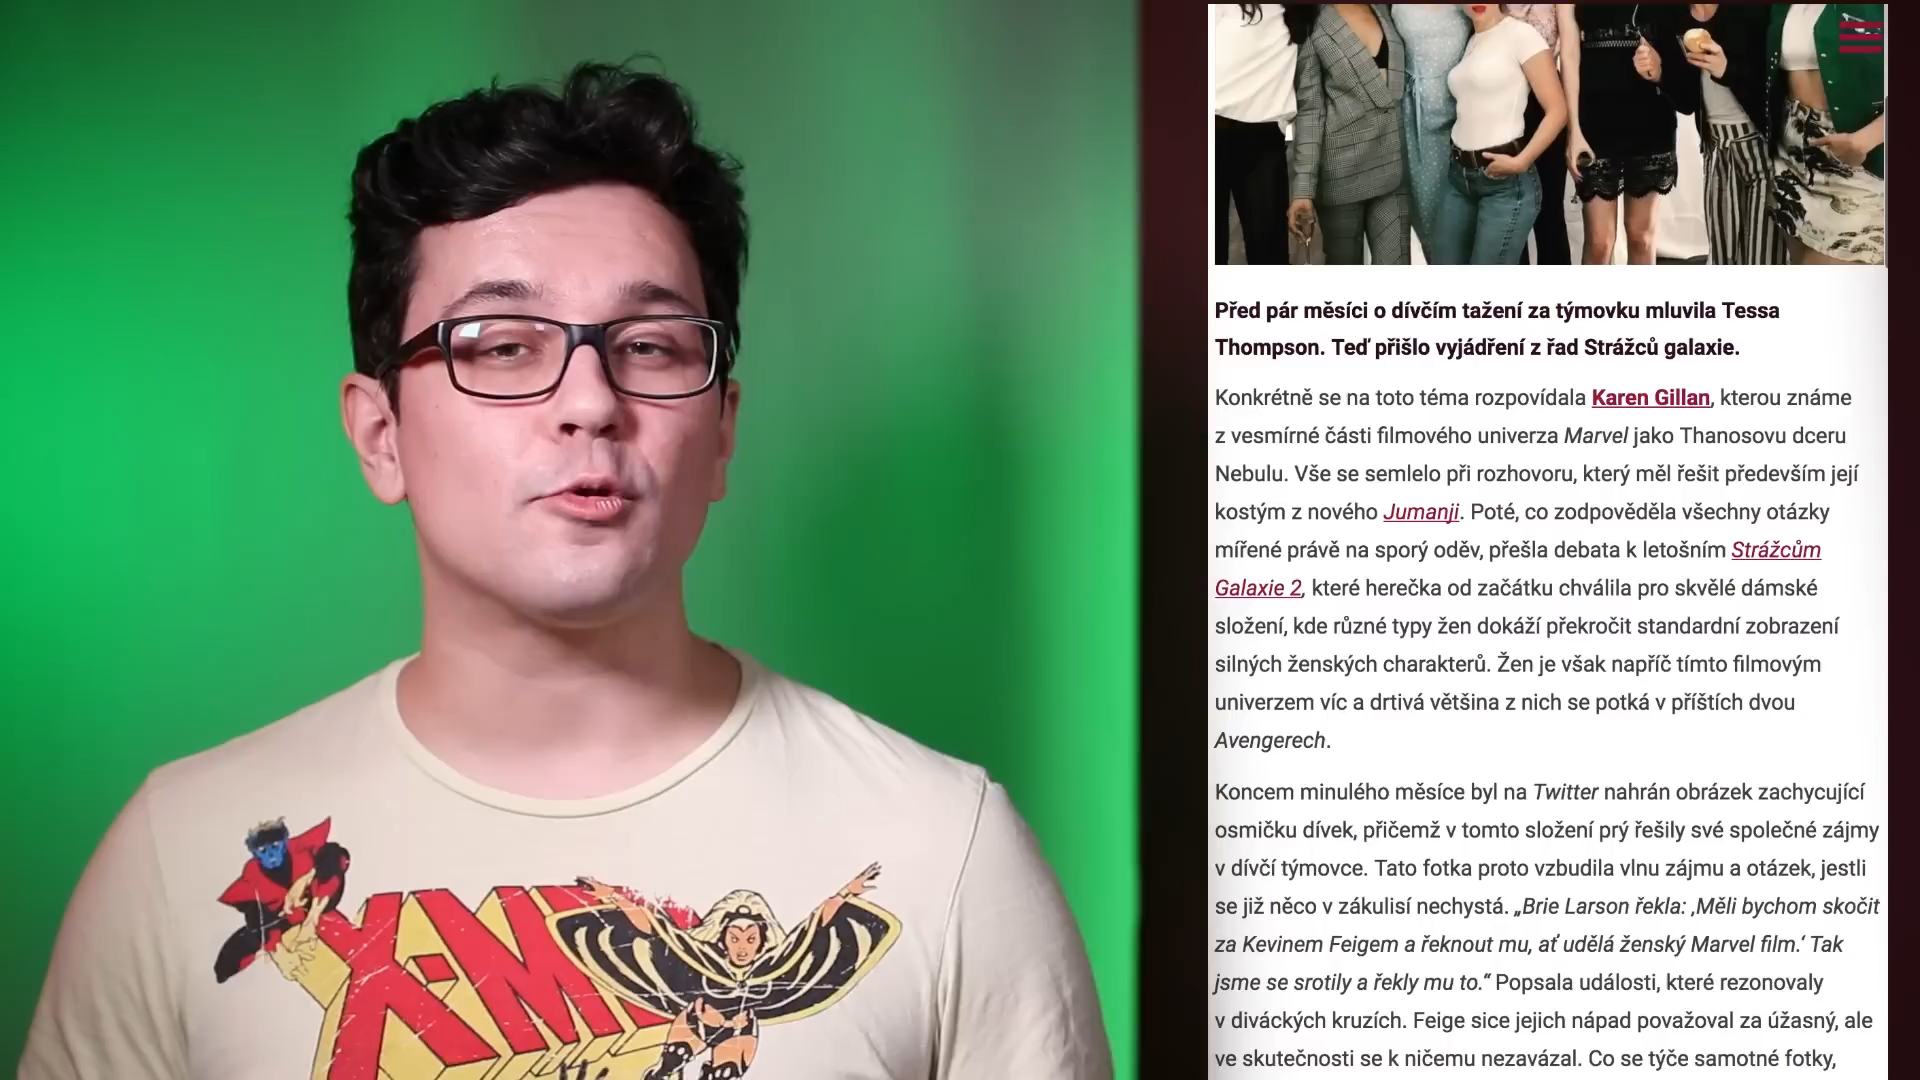 X-M
Před pár měsíci o dívčím tažení za týmovku mluvila Tessa
Thompson. Teď přišlo vyjádření z řad Strážců galaxie.
Konkrétně se na toto téma rozpovídala Karen Gillan, kterou známe
z vesmírné části filmového univerza Marvel jako Thanosovu dceru
Nebulu. Vše se semlelo při rozhovoru, který měl řešit především její
kostým z nového Jumanji. Poté, co zodpověděla všechny otázky
mířené právě na sporý oděv, přešla debata k letošním Strážcům
Galaxie 2, které herečka od začátku chválila pro skvělé dámské
složení, kde různé typy žen dokáží překročit standardní zobrazení
silných ženských charakterů. Žen je však napříč tímto filmovým
univerzem víc a drtivá většina z nich se potká v příštích dvou
Avengerech.
Koncem minulého měsíce byl na Twitter nahrán obrázek zachycující
osmičku dívek, přičemž v tomto složení prý řešily své společné zájmy
v dívčí týmovce. Tato fotka proto vzbudila vlnu zájmu a otázek, jestli
se již něco v zákulisí nechystá. „Brie Larson řekla: ‚Měli bychom skočit
za Kevinem Feigem a řeknout mu, ať udělá ženský Marvel film.‘ Tak
jsme se srotily a řekly mu to.“ Popsala události, které rezonovaly
v diváckých kruzích. Feige sice jejich nápad považoval za úžasný, ale
ve skutečnosti se k ničemu nezavázal. Co se týče samotné fotky,